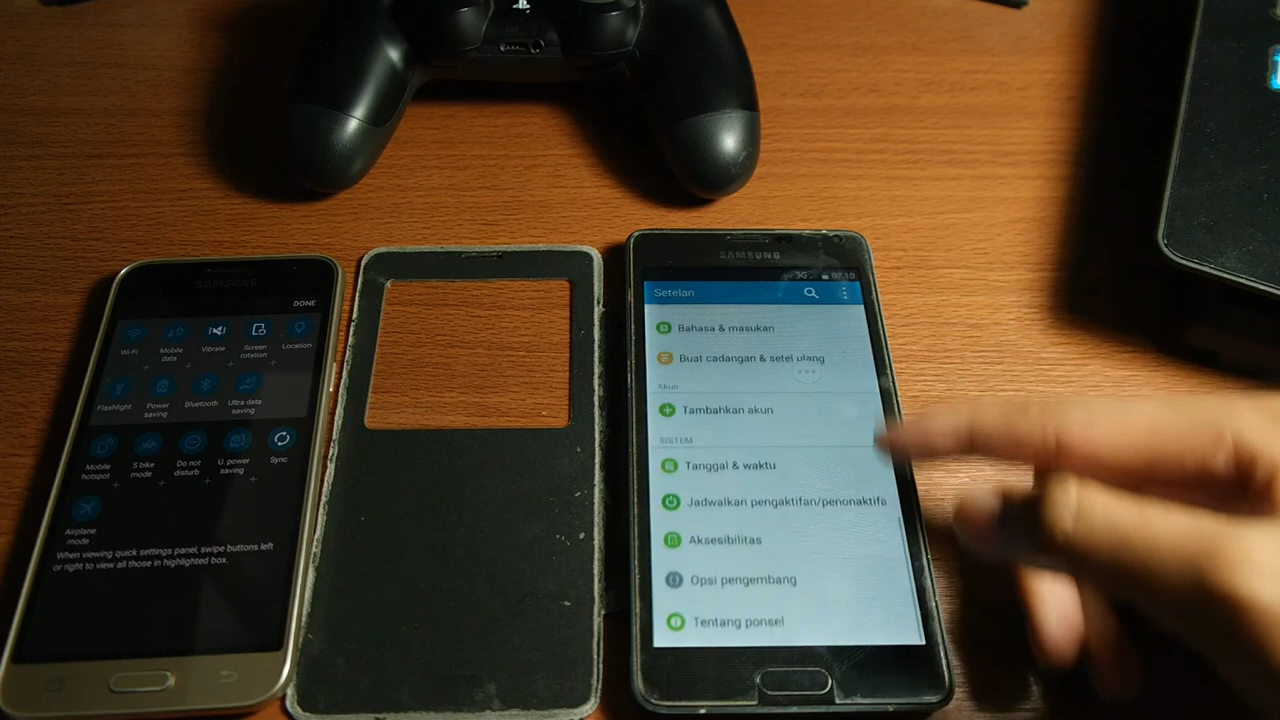 SAMSUNG
DONE
Wi-Fi
Mobile
data
Vibrate
Screen
rotation
Location
Flashlight
Power
saving
Bluetooth
Ultra data
saving
Mobile
hotspot
S bike
mode
Do not
disturb
U. power
saving
Sync
Airplane
mode
When viewing quick settings panel, swipe buttons left
or right to view all those in highlighted box.
SAMSUNG
3G 07.10
Setelan
Bahasa & masukan
Buat cadangan & setel ulang
Akun
Tambahkan akun
SISTEM
Tanggal & waktu
Jadwalkan pengaktifan/penonaktifa
Aksesibilitas
Opsi pengembang
Tentang ponsel